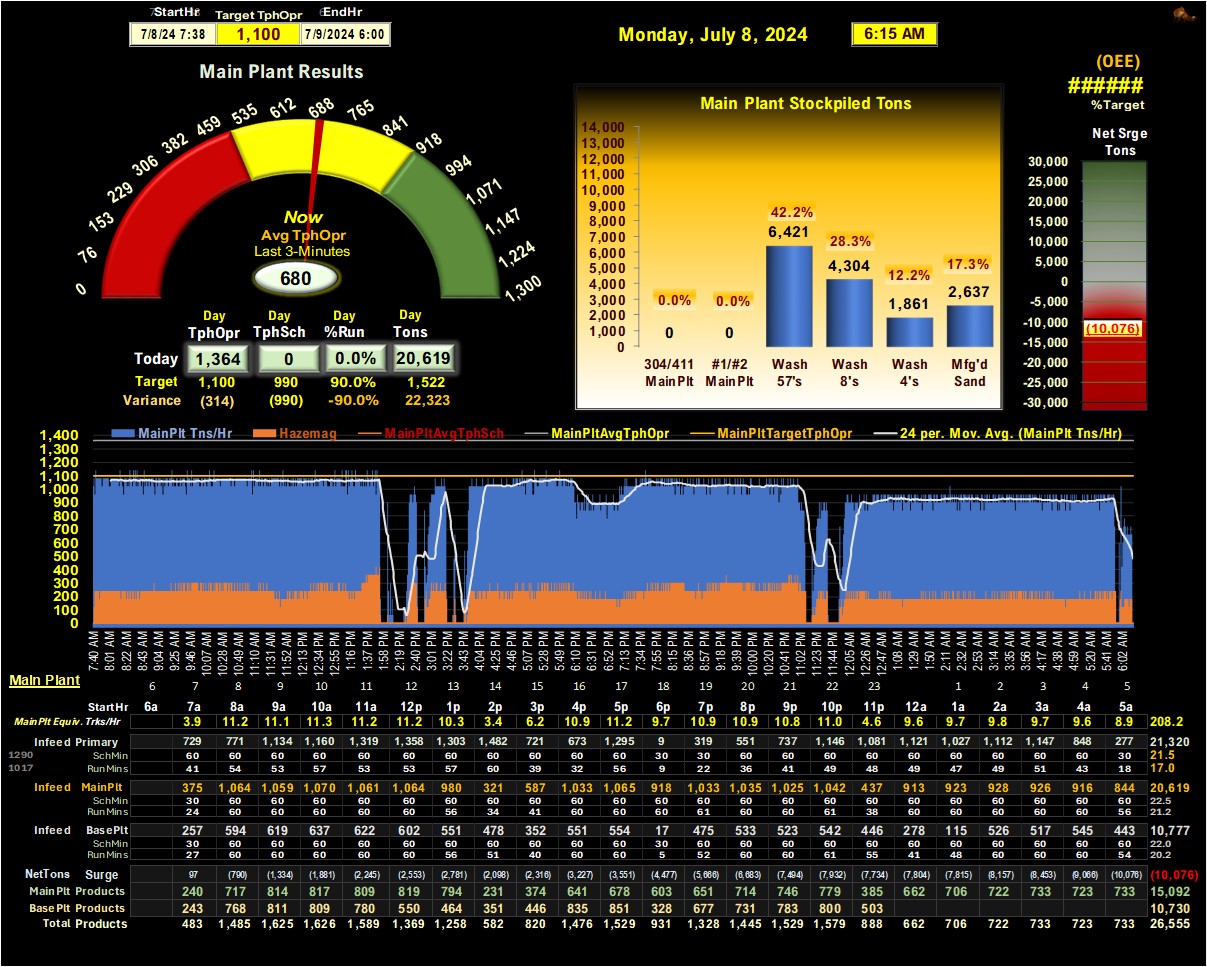 StartHr Target TphOpr EndHr
7/8/24 7:38 1,100 7/9/2024 6:00
Monday, July 8, 2024 6:15 AM
(OEE)
######
%Target
Main Plant Results
0 76 153 229 306 382 459 535 612 688 765 841 918 994 1,071 1,147 1,224 1,300
Now
Avg TphOpr
Last 3-Minutes
680
Day Day Day Day
TphOpr TphSch %Run Tons
Today 1,364 0 0.0% 20,619
Target 1,100 990 90.0% 1,522
Variance (314) (990) -90.0% 22,323
Main Plant Stockpiled Tons
14,000
13,000
12,000
11,000
10,000
9,000
8,000
7,000
6,000
5,000
4,000
3,000
2,000
1,000
0
0.0% 0.0% 42.2% 28.3% 12.2% 17.3%
0 0 6,421 4,304 1,861 2,637
304/411 #1/#2 Wash Wash Wash Mfg'd
MainPlt MainPlt 57's 8's 4's Sand
Net Srge
Tons
30,000
25,000
20,000
15,000
10,000
5,000
0
-5,000
-10,000
-15,000
-20,000
-25,000
-30,000
(10,076)
MainPlt Tns/Hr Hazemag MainPltAvgTphSch MainPltAvgTphOpr MainPltTargetTphOpr 24 per. Mov. Avg. (MainPlt Tns/Hr)
1,400
1,300
1,200
1,100
1,000
900
800
700
600
500
400
300
200
100
0
7:40 AM 8:01 AM 8:22 AM 8:43 AM 9:04 AM 9:25 AM 9:46 AM 10:07 AM 10:28 AM 10:49 AM 11:10 AM 11:31 AM 11:52 AM 12:13 PM 12:34 PM 12:55 PM 1:16 PM 1:37 PM 1:58 PM 2:19 PM 2:40 PM 3:01 PM 3:22 PM 3:43 PM 4:04 PM 4:25 PM 4:46 PM 5:07 PM 5:28 PM 5:49 PM 6:10 PM 6:31 PM 6:52 PM 7:13 PM 7:34 PM 7:55 PM 8:15 PM 8:36 PM 8:57 PM 9:18 PM 9:39 PM 10:00 PM 10:20 PM 10:41 PM 11:02 PM 11:23 PM 11:44 PM 12:05 AM 12:26 AM 12:47 AM 1:08 AM 1:29 AM 1:50 AM 2:11 AM 2:32 AM 2:53 AM 3:14 AM 3:35 AM 3:56 AM 4:17 AM 4:38 AM 4:59 AM 5:20 AM 5:41 AM 6:02 AM
Main Plant 6 7 8 9 10 11 12 13 14 15 16 17 18 19 20 21 22 23 1 2 3 4 5
StartHr 6a 7a 8a 9a 10a 11a 12p 1p 2p 3p 4p 5p 6p 7p 8p 9p 10p 11p 12a 1a 2a 3a 4a 5a
MainPlt Equiv. Trks/Hr 3.9 11.2 11.1 11.3 11.2 11.2 10.3 3.4 6.2 10.9 11.2 9.7 10.9 10.9 10.8 11.0 4.6 9.6 9.7 9.8 9.7 9.6 8.9 208.2
Infeed Primary 729 771 1,134 1,160 1,319 1,358 1,303 1,482 721 673 1,295 9 319 551 737 1,146 1,081 1,121 1,027 1,112 1,147 848 277 21,320
1290 SchMin 60 60 60 60 60 60 60 60 60 60 60 30 30 60 60 60 60 60 60 60 60 60 30 21.5
1017 RunMins 41 54 53 57 53 53 57 60 39 32 56 9 22 36 41 49 48 49 47 49 51 43 18 17.0
Infeed MainPlt 375 1,064 1,059 1,070 1,061 1,064 980 321 587 1,033 1,065 918 1,033 1,035 1,025 1,042 437 913 923 928 926 916 844 20,619
SchMin 30 60 60 60 60 60 60 60 60 60 60 60 60 60 60 60 60 60 60 60 60 60 60 22.5
RunMins 24 60 60 60 60 60 56 34 41 60 60 60 61 60 60 61 38 60 60 60 60 60 56 21.2
Infeed BasePlt 257 594 619 637 622 602 551 478 352 551 554 17 475 533 523 542 446 278 115 526 517 545 443 10,777
SchMin 30 60 60 60 60 60 60 60 60 60 60 30 60 60 60 60 60 60 60 60 60 60 60 22.0
RunMins 27 60 60 60 60 60 56 51 40 60 60 5 52 60 60 61 55 41 48 60 60 60 54 20.2
NetTons Surge 97 (790) (1,334) (1,881) (2,245) (2,553) (2,781) (2,098) (2,316) (3,227) (3,551) (4,477) (5,666) (6,683) (7,494) (7,932) (7,734) (7,804) (7,815) (8,157) (8,453) (9,066) (10,076) (10,076)
MainPlt Products 240 717 814 817 809 819 794 231 374 641 678 603 651 714 746 779 385 662 706 722 733 723 733 15,092
BasePlt Products 243 768 811 809 780 550 464 351 446 835 851 328 677 731 783 800 503 10,730
Total Products 483 1,485 1,625 1,626 1,589 1,369 1,258 582 820 1,476 1,529 931 1,328 1,445 1,529 1,579 888 662 706 722 733 723 733 26,555